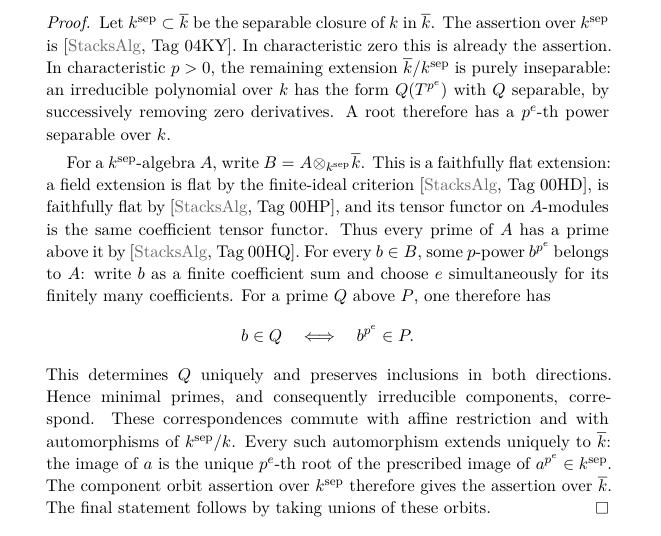 Proof. Let k^sep ⊂ k̅ be the separable closure of k in k̅. The assertion over k^sep
is [StacksAlg, Tag 04KY]. In characteristic zero this is already the assertion.
In characteristic p > 0, the remaining extension k̅/k^sep is purely inseparable:
an irreducible polynomial over k has the form Q(T^{p^e}) with Q separable, by
successively removing zero derivatives. A root therefore has a p^e-th power
separable over k.
For a k^sep-algebra A, write B = A⊗_{k^sep} k̅. This is a faithfully flat extension:
a field extension is flat by the finite-ideal criterion [StacksAlg, Tag 00HD], is
faithfully flat by [StacksAlg, Tag 00HP], and its tensor functor on A-modules
is the same coefficient tensor functor. Thus every prime of A has a prime
above it by [StacksAlg, Tag 00HQ]. For every b ∈ B, some p-power b^{p^e} belongs
to A: write b as a finite coefficient sum and choose e simultaneously for its
finitely many coefficients. For a prime Q above P, one therefore has
b ∈ Q ⟺ b^{p^e} ∈ P.
This determines Q uniquely and preserves inclusions in both directions.
Hence minimal primes, and consequently irreducible components, corre-
spond. These correspondences commute with affine restriction and with
automorphisms of k^sep/k. Every such automorphism extends uniquely to k̅:
the image of a is the unique p^e-th root of the prescribed image of a^{p^e} ∈ k^sep.
The component orbit assertion over k^sep therefore gives the assertion over k̅.
The final statement follows by taking unions of these orbits. □